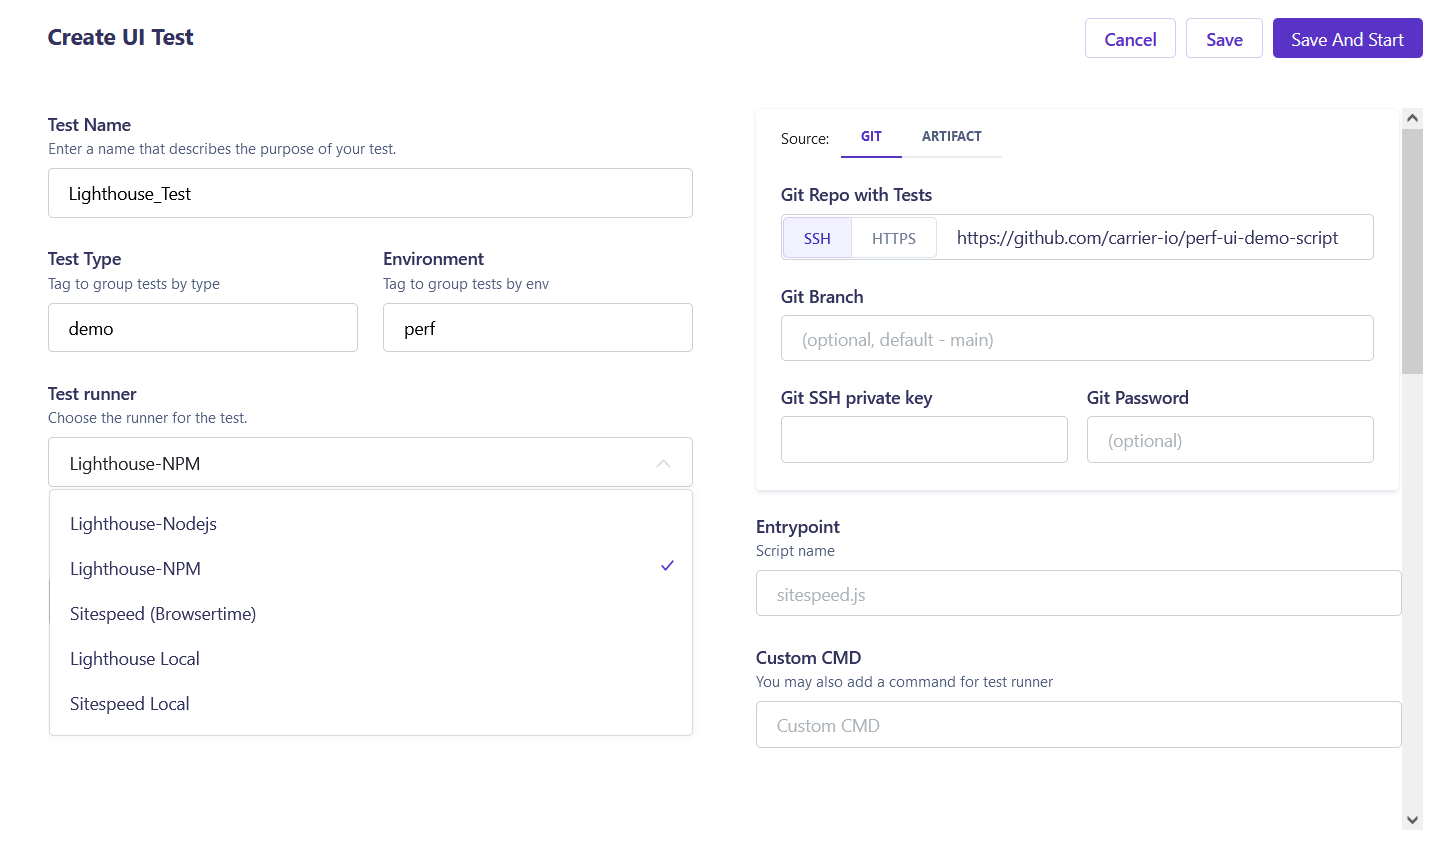 Create UI Test
Cancel
Save
Save And Start
Test Name
Enter a name that describes the purpose of your test.
Lighthouse_Test
Test Type
Tag to group tests by type
demo
Environment
Tag to group tests by env
perf
Test runner
Choose the runner for the test.
Lighthouse-NPM
Lighthouse-Nodejs
Lighthouse-NPM
Sitespeed (Browsertime)
Lighthouse Local
Sitespeed Local
Source:
GIT
ARTIFACT
Git Repo with Tests
SSH
HTTPS
https://github.com/carrier-io/perf-ui-demo-script
Git Branch
(optional, default - main)
Git SSH private key
Git Password
(optional)
Entrypoint
Script name
sitespeed.js
Custom CMD
You may also add a command for test runner
Custom CMD